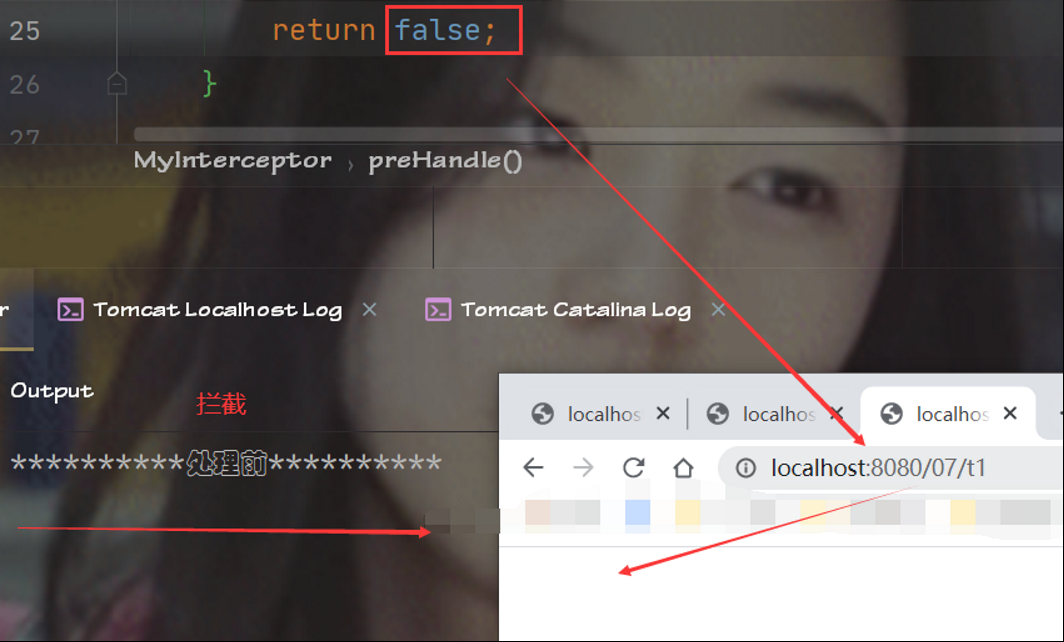 25 return false;
26 }
27
MyInterceptor › preHandle()
r Tomcat Localhost Log × Tomcat Catalina Log ×
Output
拦截
**********处理前**********
localhos × localhos × localhos ×
localhost:8080/07/t1